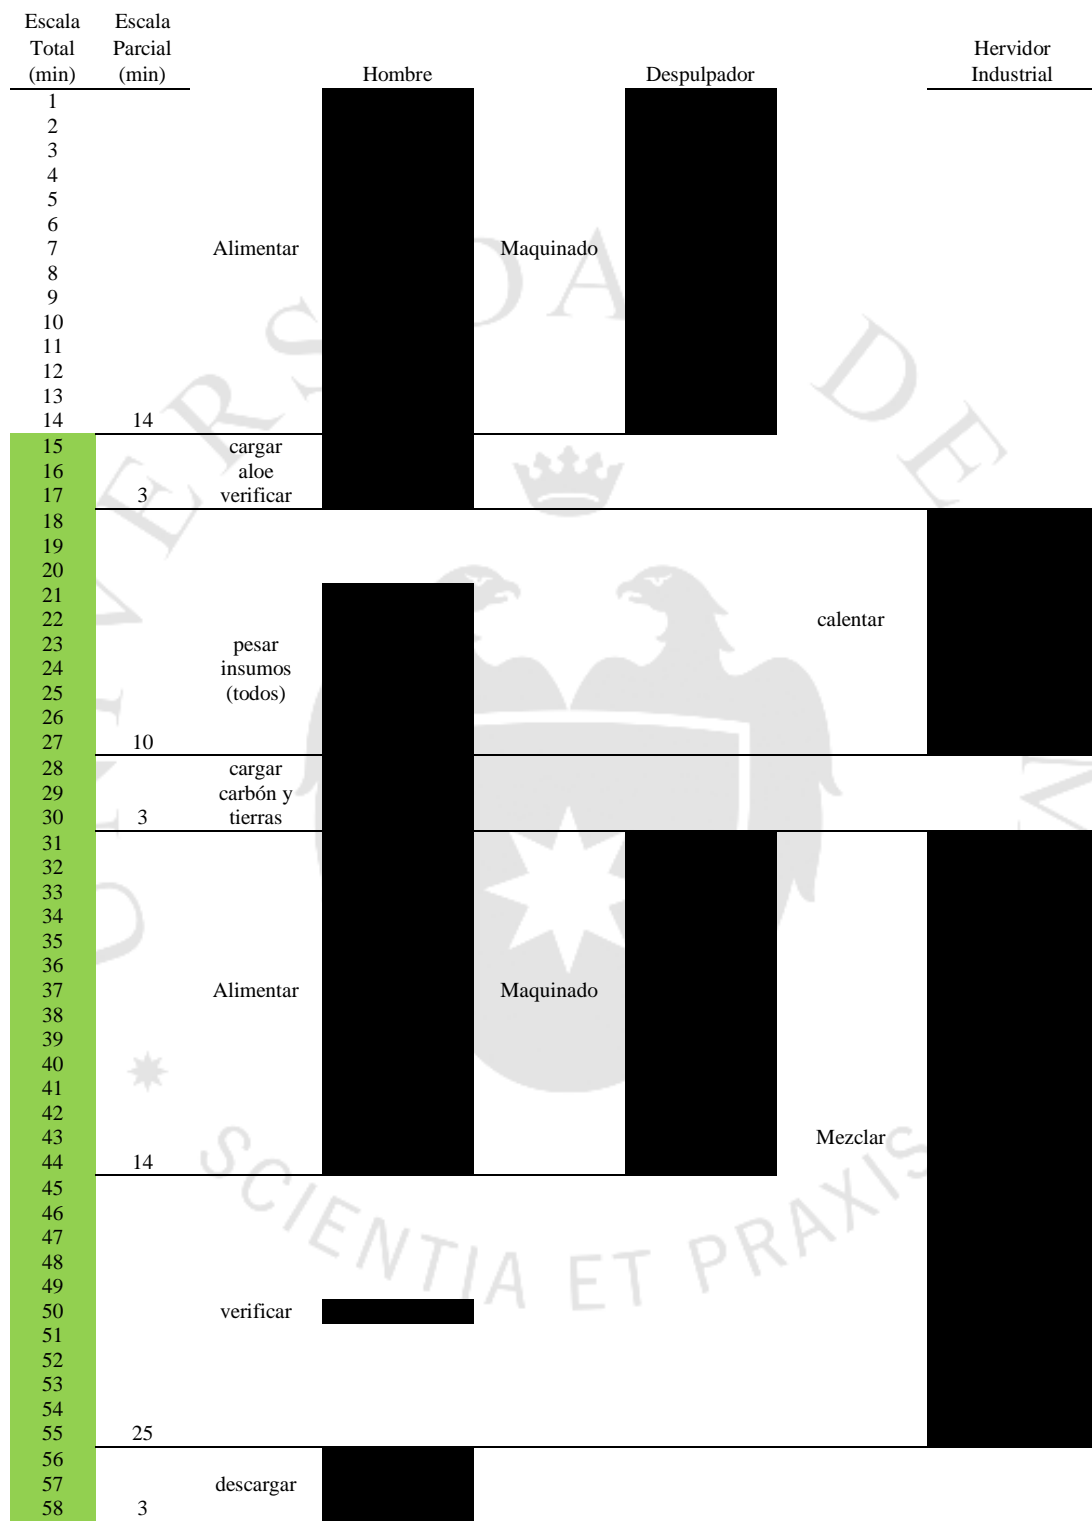 Escala Escala
Total Parcial Hervidor
(min) (min) Hombre Despulpador Industrial
1
2
3
4
5
6
7 Alimentar Maquinado
8
9
10
11
12
13
14 14
15 cargar
16 aloe
17 3 verificar
18
19
20
21
22 calentar
23 pesar
24 insumos
25 (todos)
26
27 10
28 cargar
29 carbón y
30 3 tierras
31
32
33
34
35
36
37 Alimentar Maquinado
38
39
40
41
42
43 Mezclar
44 14
45
46
47
48
49
50 verificar
51
52
53
54
55 25
56
57 descargar
58 3
SCIENTIA ET PRAXIS